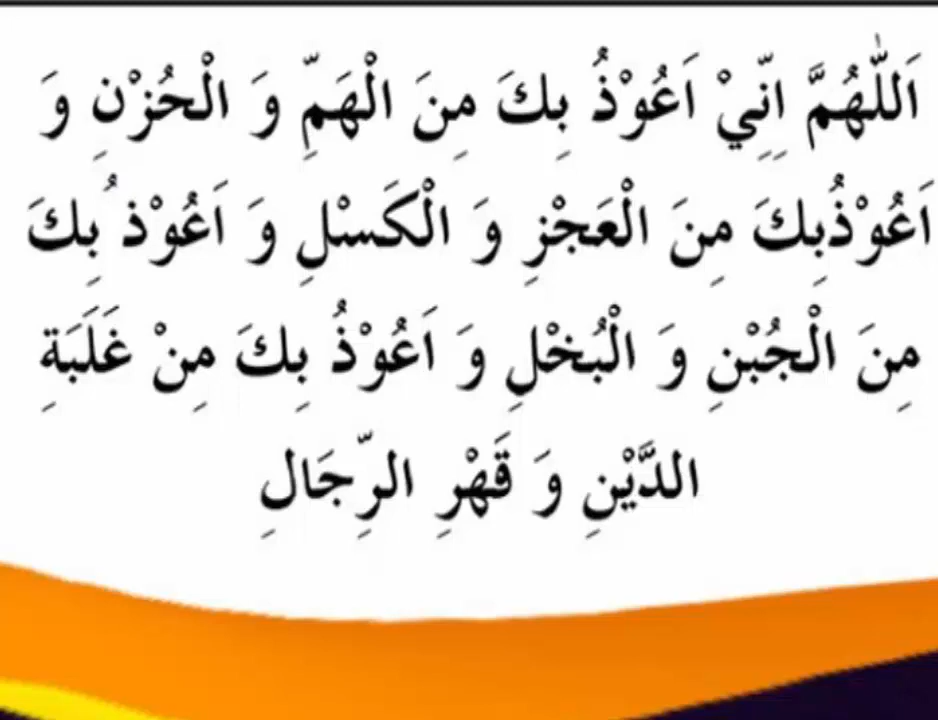 اَللّٰهُمَّ اِنِّيْ اَعُوْذُ بِكَ مِنَ الْهَمِّ وَ الْحُزْنِ وَ
اَعُوْذُبِكَ مِنَ الْعَجْزِ وَ الْكَسْلِ وَ اَعُوْذُ بِكَ
مِنَ الْجُبْنِ وَ الْبُخْلِ وَ اَعُوْذُ بِكَ مِنْ غَلَبَةِ
الدَّيْنِ وَ قَهْرِ الرِّجَالِ